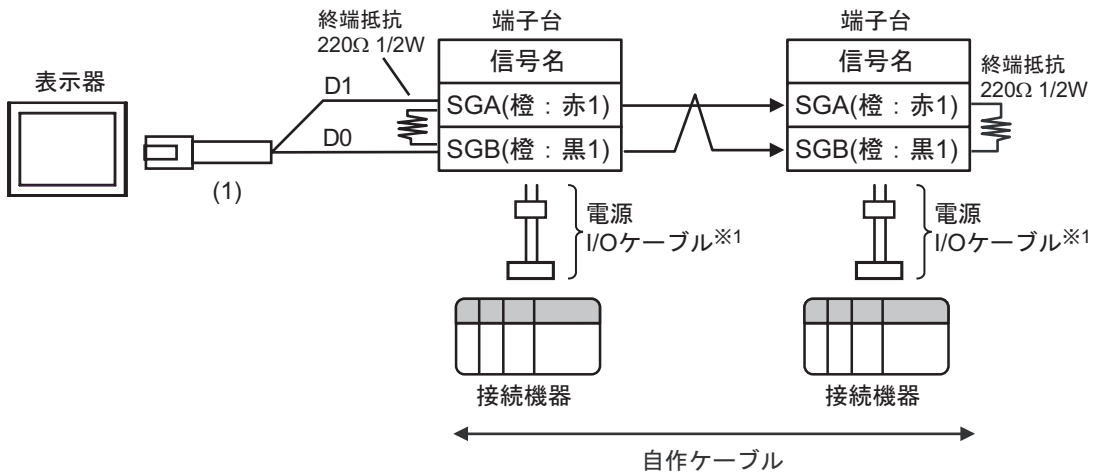 表示器
(1)
D1
D0
終端抵抗
220Ω 1/2W
端子台
信号名
SGA(橙：赤1)
SGB(橙：黒1)
端子台
信号名
SGA(橙：赤1)
SGB(橙：黒1)
終端抵抗
220Ω 1/2W
電源
I/Oケーブル※1
電源
I/Oケーブル※1
接続機器
接続機器
自作ケーブル